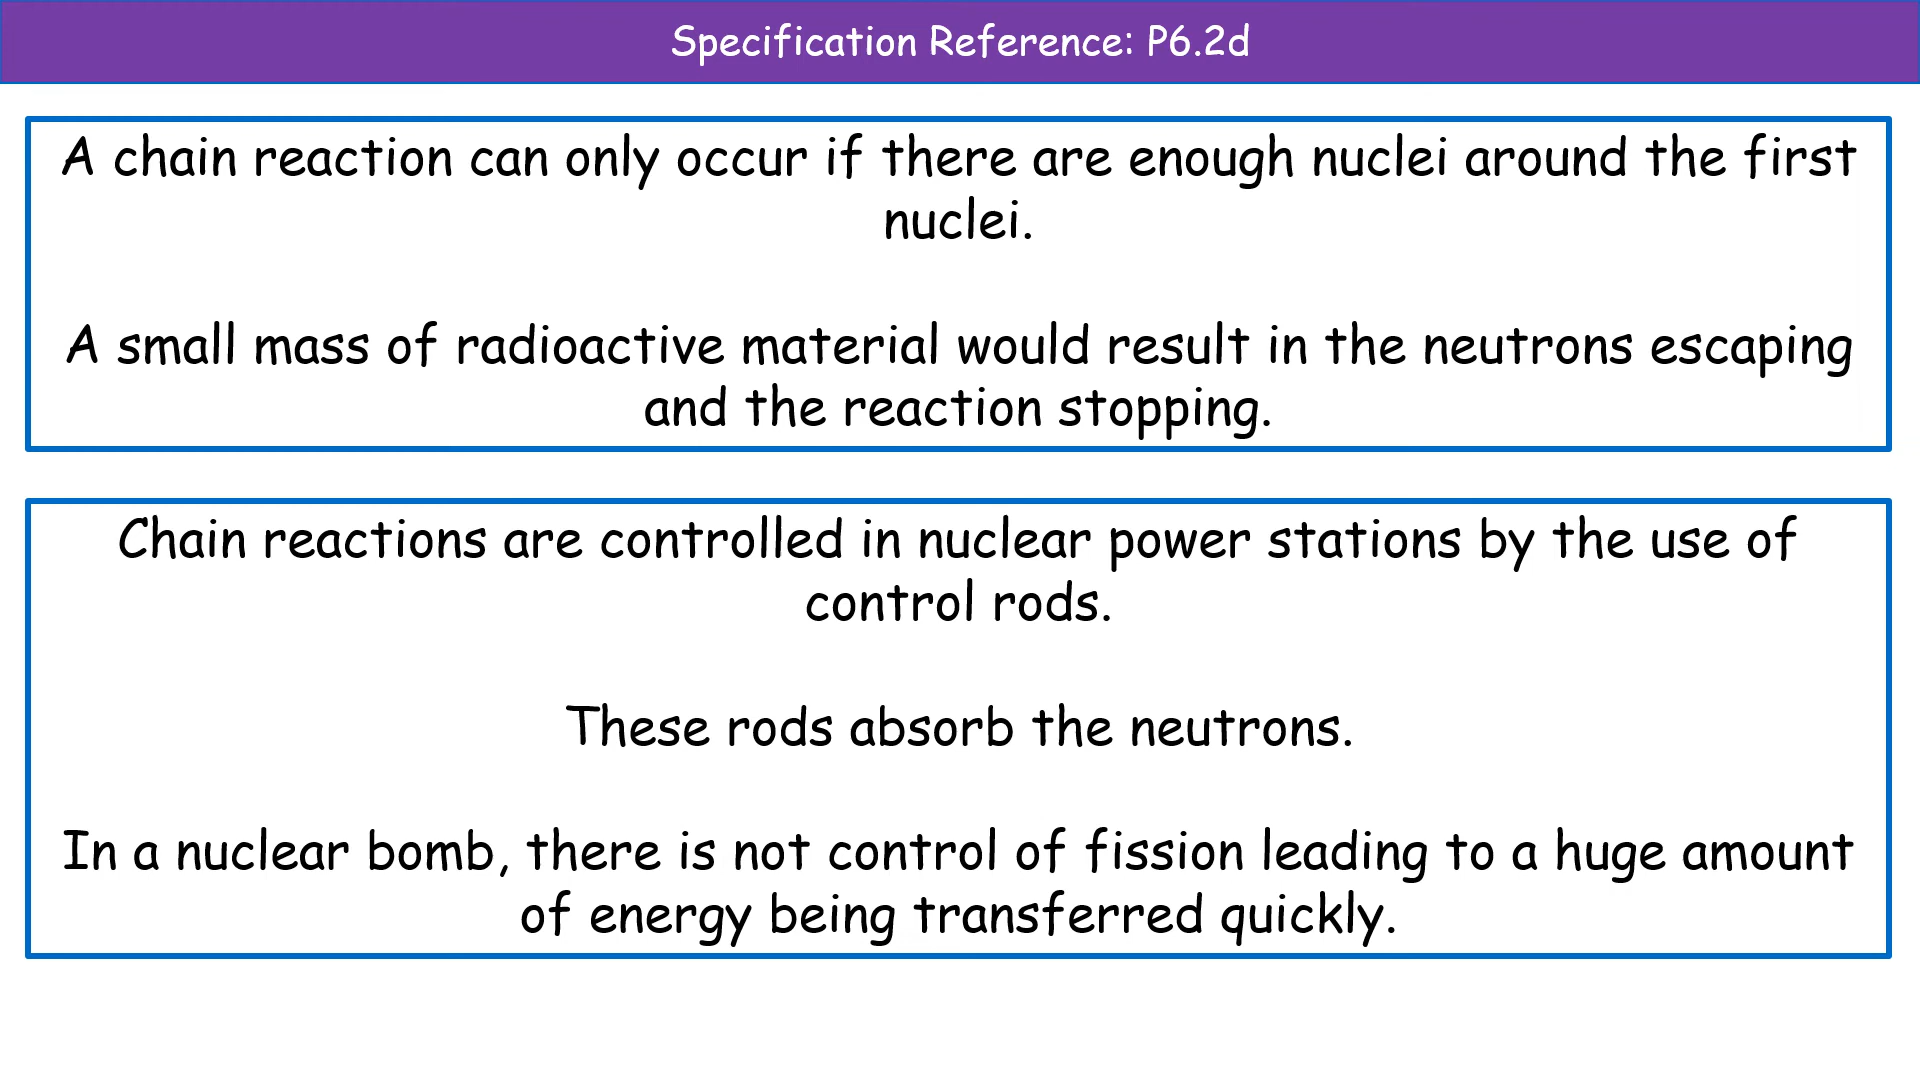 Specification Reference: P6.2d
A chain reaction can only occur if there are enough nuclei around the first
nuclei.
A small mass of radioactive material would result in the neutrons escaping
and the reaction stopping.
Chain reactions are controlled in nuclear power stations by the use of
control rods.
These rods absorb the neutrons.
In a nuclear bomb, there is not control of fission leading to a huge amount
of energy being transferred quickly.